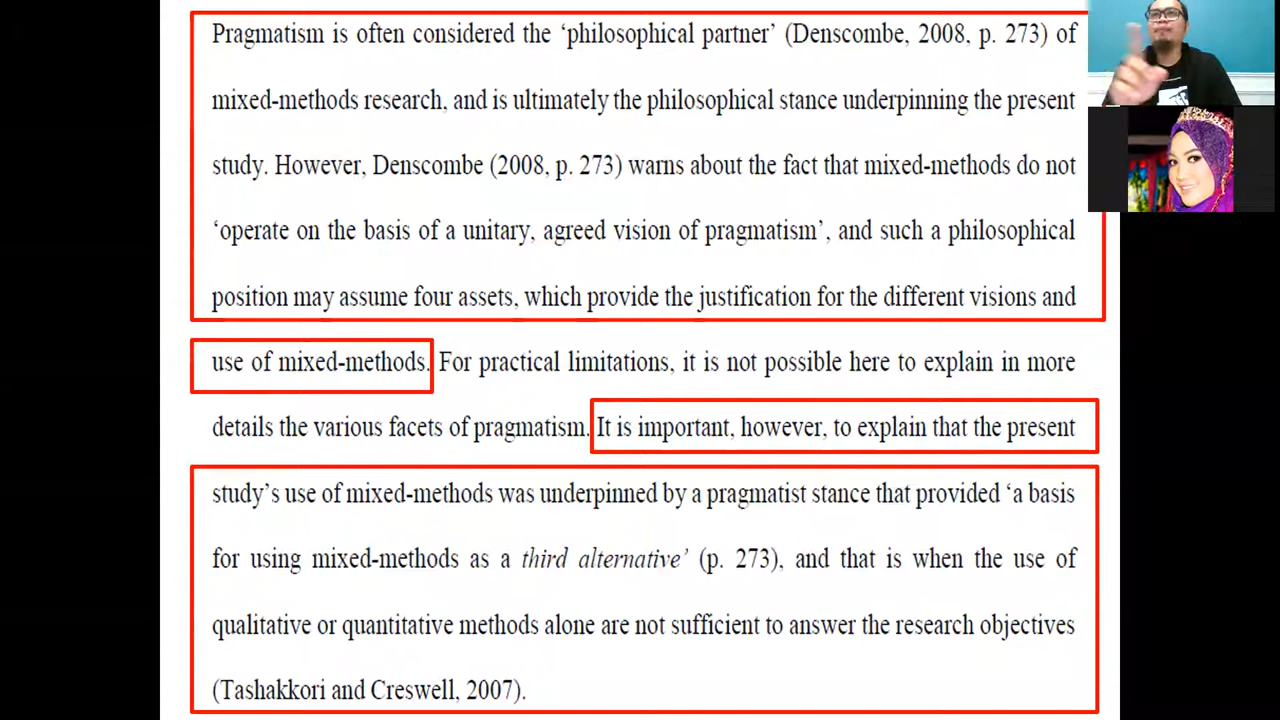 Pragmatism is often considered the ‘philosophical partner’ (Denscombe, 2008, p. 273) of
mixed-methods research, and is ultimately the philosophical stance underpinning the present
study. However, Denscombe (2008, p. 273) warns about the fact that mixed-methods do not
‘operate on the basis of a unitary, agreed vision of pragmatism’, and such a philosophical
position may assume four assets, which provide the justification for the different visions and
use of mixed-methods. For practical limitations, it is not possible here to explain in more
details the various facets of pragmatism. It is important, however, to explain that the present
study’s use of mixed-methods was underpinned by a pragmatist stance that provided ‘a basis
for using mixed-methods as a third alternative’ (p. 273), and that is when the use of
qualitative or quantitative methods alone are not sufficient to answer the research objectives
(Tashakkori and Creswell, 2007).